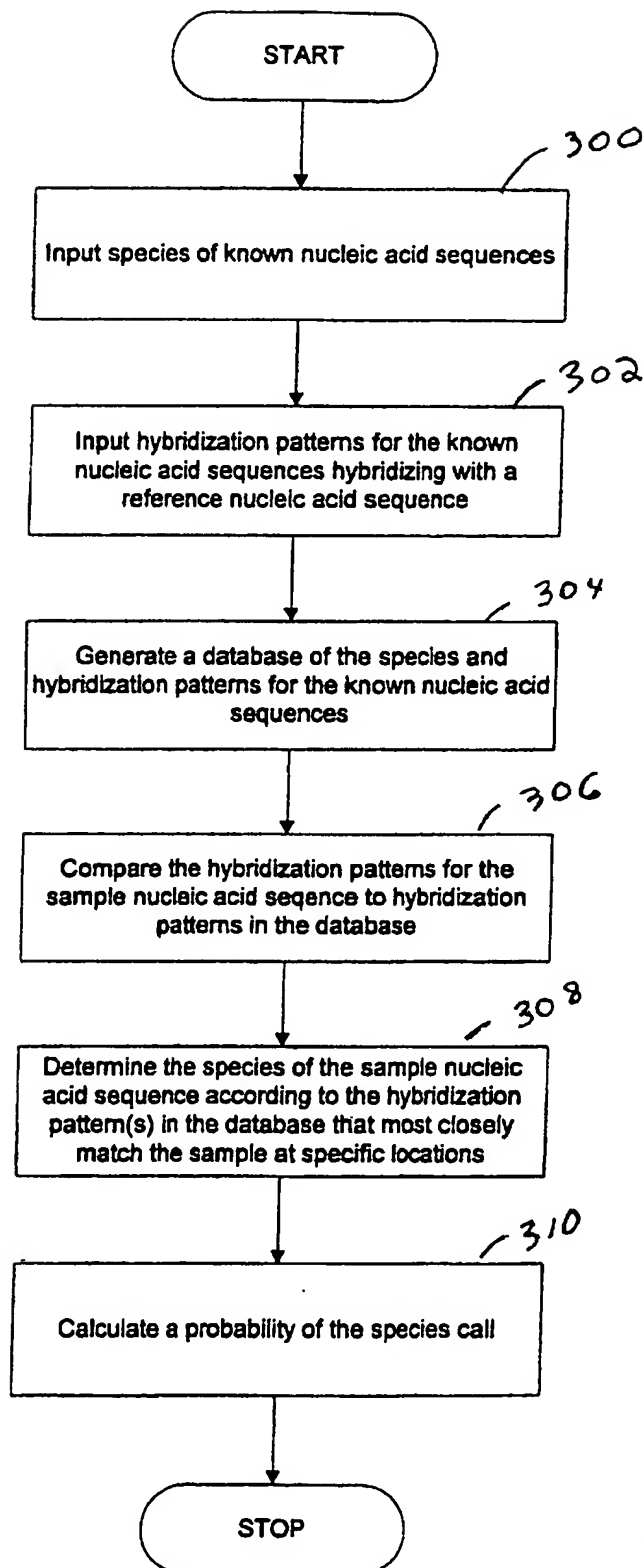 START
300
Input species of known nucleic acid sequences
302
Input hybridization patterns for the known
nucleic acid sequences hybridizing with a
reference nucleic acid sequence
304
Generate a database of the species and
hybridization patterns for the known nucleic acid
sequences
306
Compare the hybridization patterns for the
sample nucleic acid seqence to hybridization
patterns in the database
308
Determine the species of the sample nucleic
acid sequence according to the hybridization
pattern(s) in the database that most closely
match the sample at specific locations
310
Calculate a probability of the species call
STOP